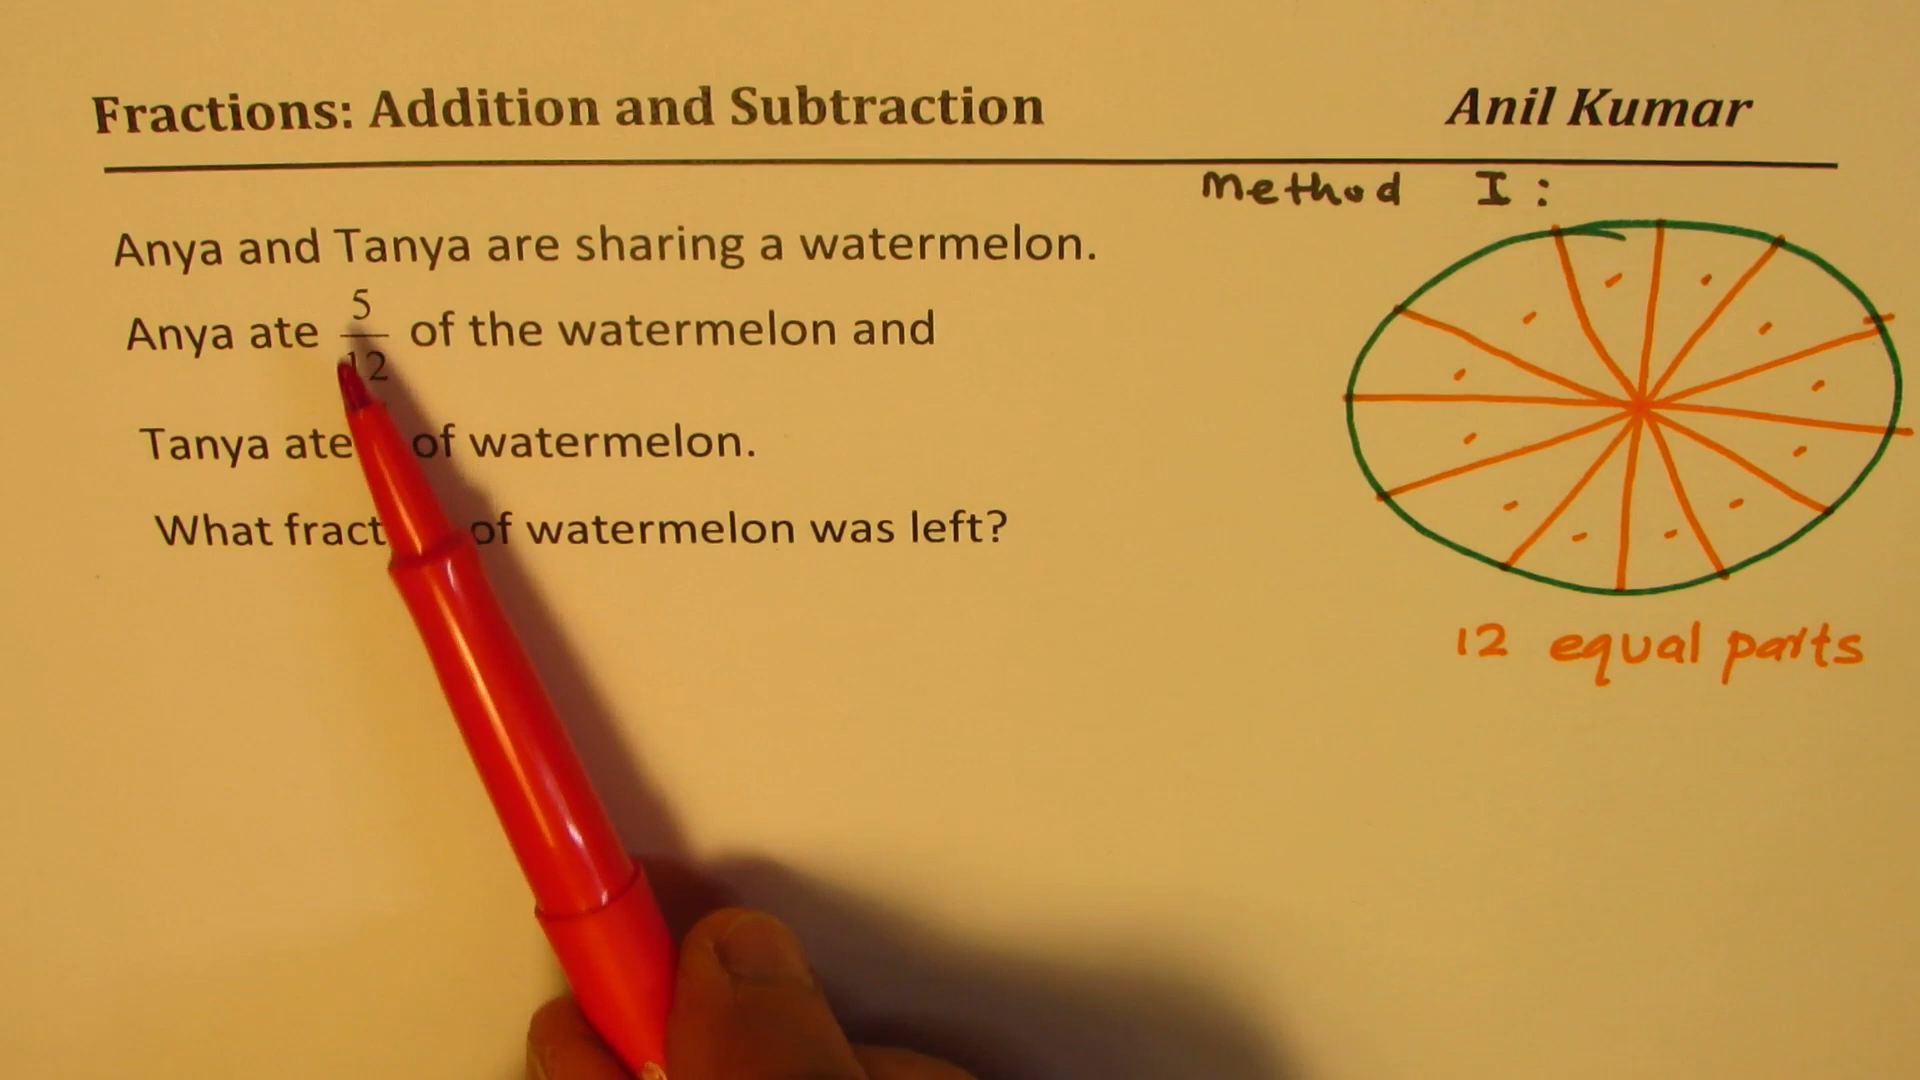 Fractions: Addition and Subtraction Anil Kumar
Method I:
Anya and Tanya are sharing a watermelon.
Anya ate 5/12 of the watermelon and
Tanya ate of watermelon.
What fract of watermelon was left?
12 equal parts